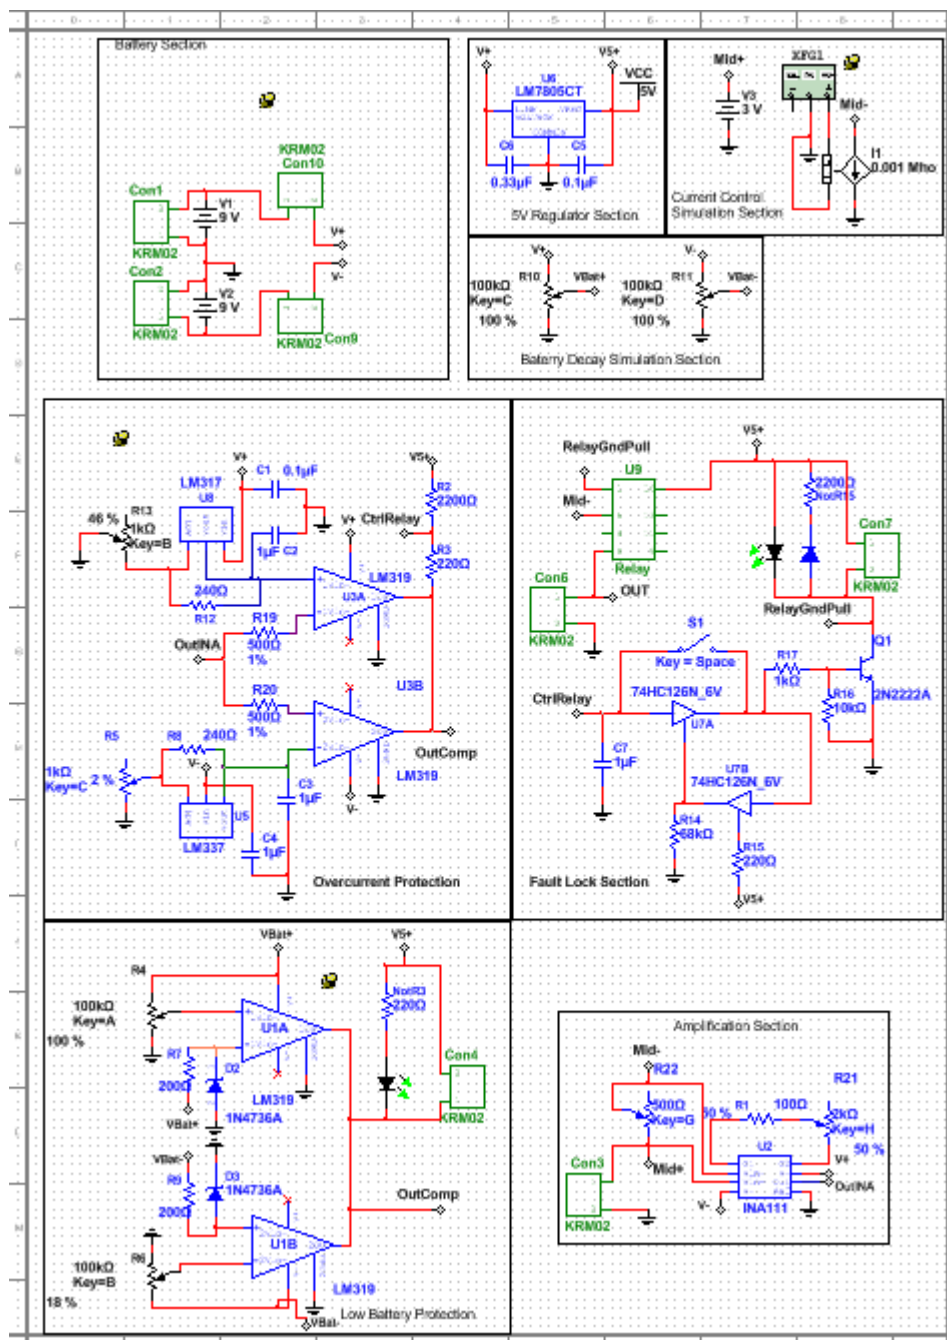 Battery Section
KRM02
Con10
Con1
V1
9 V
KRM02
V+
V-
Con2
V2
9 V
KRM02
KRM02
Con9
V+
V5+
U6
LM7805CT
VCC
5V
C6
C5
0.33µF
0.1µF
5V Regulator Section
Mid+
XFG1
V3
3 V
Mid-
I1
0.001 Mho
Current Control
Simulation Section
V+
R10
VBat+
100kΩ
Key=C
100 %
V-
R11
VBat-
100kΩ
Key=D
100 %
Baterry Decay Simulation Section
LM317
U8
V+
C1
0.1µF
V5+
R2
2200Ω
46 %
R13
1kΩ
Key=B
V+
CtrlRelay
1µF
C2
R3
220Ω
LM319
240Ω
R12
U3A
OutINA
R19
500Ω
1%
R20
500Ω
1%
U3B
OutComp
LM319
R5
R8
240Ω
V-
1kΩ
Key=C
2 %
C3
1µF
V-
U5
LM337
C4
1µF
Overcurrent Protection
V5+
RelayGndPull
U9
2200Ω
NotR15
Mid-
Con7
Relay
Con6
OUT
KRM02
KRM02
RelayGndPull
S1
Key = Space
Q1
R17
1kΩ
2N2222A
R16
10kΩ
CtrlRelay
74HC126N_6V
U7A
C7
1µF
U7B
74HC126N_6V
R14
68kΩ
R15
220Ω
V5+
Fault Lock Section
VBat+
V5+
R4
100kΩ
Key=A
100 %
U1A
NotR3
220Ω
Con4
R7
200Ω
D2
LM319
1N4736A
VBat+
KRM02
VBat-
D3
1N4736A
R9
200Ω
OutComp
U1B
R6
100kΩ
Key=B
18 %
LM319
VBat-
Low Battery Protection
Amplification Section
Mid-
R22
R21
500Ω
Key=G
50 %
R1
100Ω
2kΩ
Key=H
50 %
Con3
Mid+
U2
V+
OutINA
V-
KRM02
INA111